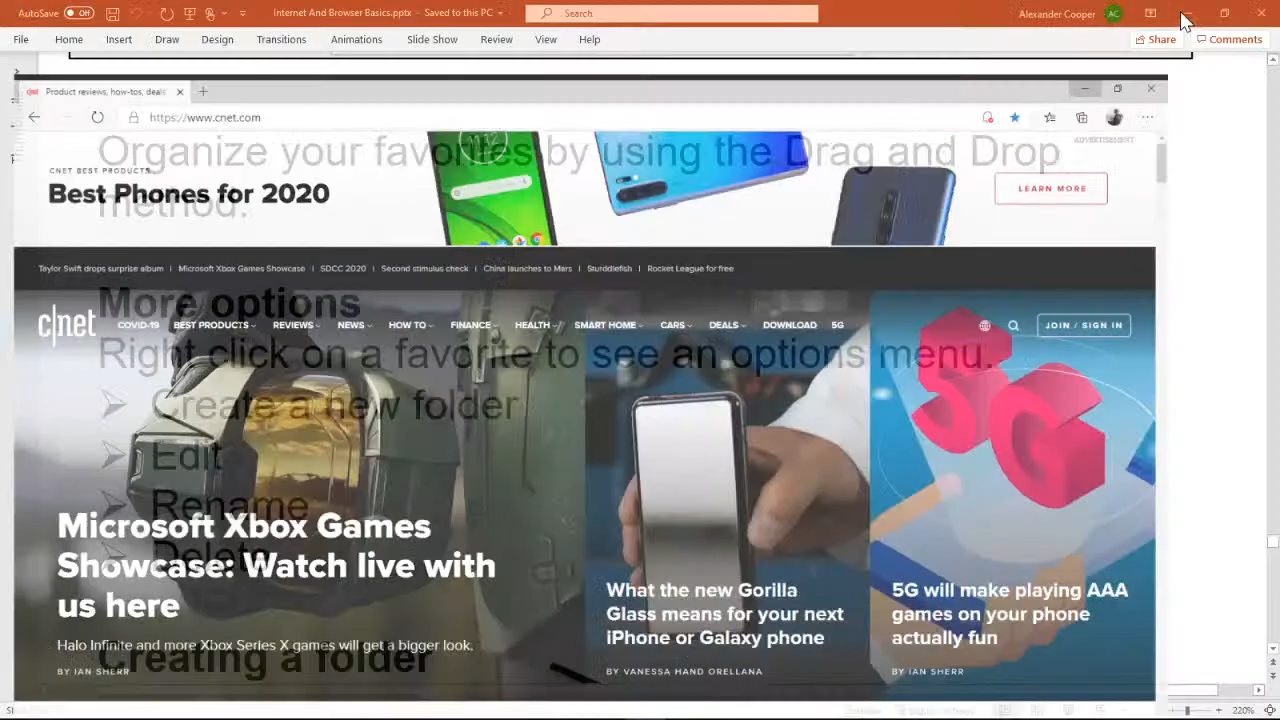 AutoSave Off
Internet And Browser Basics.pptx - Saved to this PC
Search
Alexander Cooper AC
File Home Insert Draw Design Transitions Animations Slide Show Review View Help
Share Comments
Product reviews, how-tos, deals
https://www.cnet.com
ADVERTISEMENT
Organize your favorites by using the Drag and Drop
method.
CNET BEST PRODUCTS
Best Phones for 2020
11:12
LEARN MORE
Taylor Swift drops surprise album | Microsoft Xbox Games Showcase | SDCC 2020 | Second stimulus check | China launches to Mars | Sturddlefish | Rocket League for free
More options
c|net
COVID-19 BEST PRODUCTS REVIEWS NEWS HOW TO FINANCE HEALTH SMART HOME CARS DEALS DOWNLOAD 5G
JOIN / SIGN IN
5G
Right click on a favorite to see an options menu.
Create a new folder
Edit
Rename
Delete
Microsoft Xbox Games
Showcase: Watch live with
us here
Halo Infinite and more Xbox Series X games will get a bigger look.
BY IAN SHERR
What the new Gorilla
Glass means for your next
iPhone or Galaxy phone
BY VANESSA HAND ORELLANA
5G will make playing AAA
games on your phone
actually fun
BY IAN SHERR
Creating a folder
220%